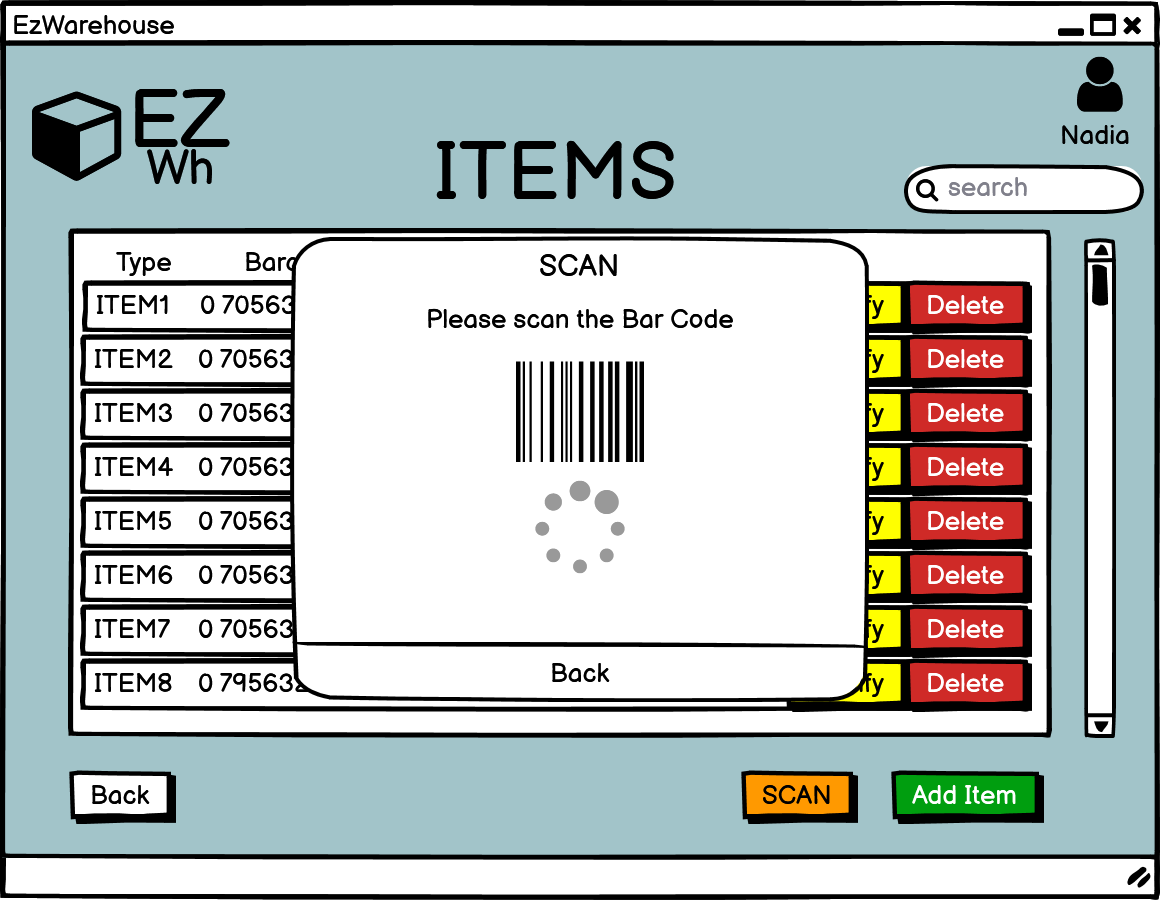 EzWarehouse
EZ
Wh
Nadia
ITEMS
search
Type Barc
SCAN
Please scan the Bar Code
ITEM1 0 70563 fy Delete
ITEM2 0 70563 fy Delete
ITEM3 0 70563 fy Delete
ITEM4 0 70563 fy Delete
ITEM5 0 70563 fy Delete
ITEM6 0 70563 fy Delete
ITEM7 0 70563 fy Delete
ITEM8 0 795632 fy Delete
Back
Back SCAN Add Item